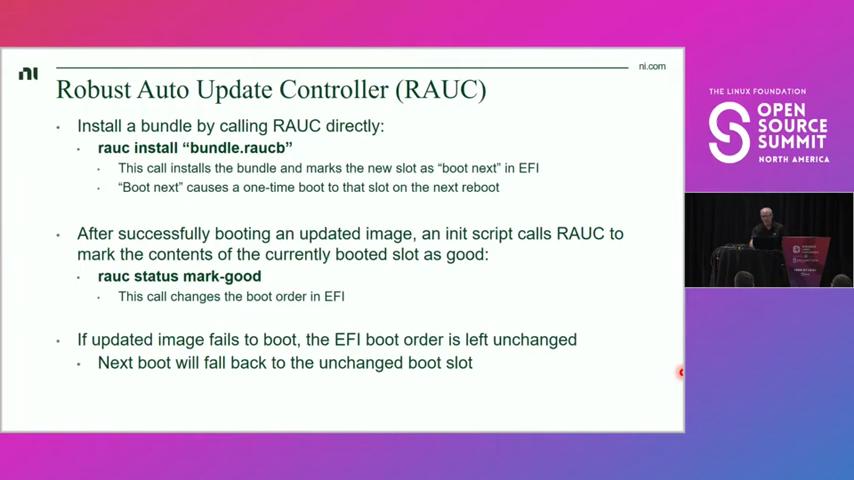 ni
ni.com
Robust Auto Update Controller (RAUC)
• Install a bundle by calling RAUC directly:
• rauc install “bundle.raucb”
• This call installs the bundle and marks the new slot as “boot next” in EFI
• “Boot next” causes a one-time boot to that slot on the next reboot
• After successfully booting an updated image, an init script calls RAUC to
mark the contents of the currently booted slot as good:
• rauc status mark-good
• This call changes the boot order in EFI
• If updated image fails to boot, the EFI boot order is left unchanged
• Next boot will fall back to the unchanged boot slot
THE LINUX FOUNDATION
OPEN
SOURCE
SUMMIT
NORTH AMERICA